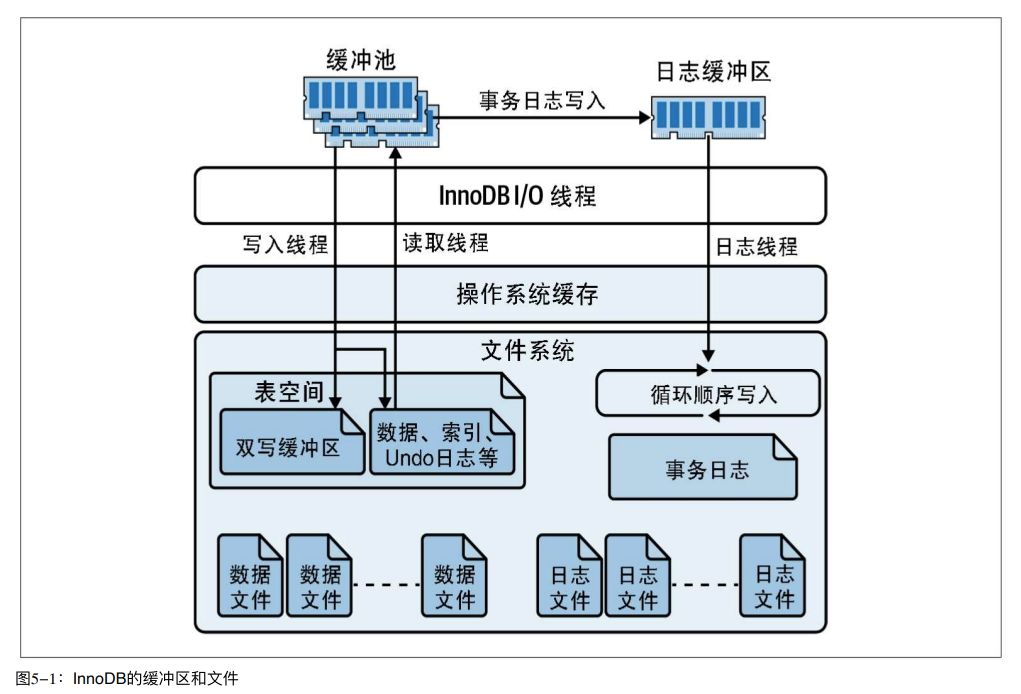 缓冲池
日志缓冲区
事务日志写入
InnoDB I/O 线程
写入线程
读取线程
日志线程
操作系统缓存
文件系统
表空间
循环顺序写入
双写缓冲区
数据、索引、
Undo日志等
事务日志
数据
文件
数据
文件
数据
文件
日志
文件
日志
文件
日志
文件
图5-1：InnoDB的缓冲区和文件